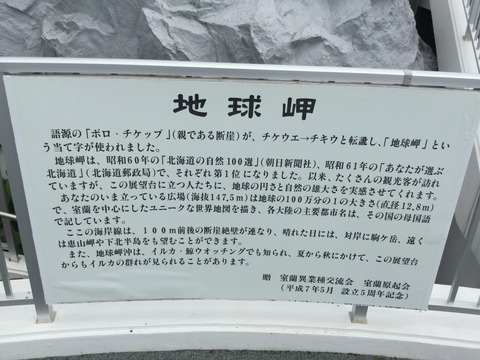 地球岬
語源の「ポロ・チケップ」(親である断崖)が、チケウエ→チキウと転訛し、「地球岬」とい
う当て字が使われました。
地球岬は、昭和60年の「北海道の自然100選」(朝日新聞社)、昭和61年の「あなたが選ぶ
北海道」(北海道郵政局)で、それぞれ第1位になりました。以来、たくさんの観光客が訪れ
ていますが、この展望台に立つ人たちに、地球の円さと自然の雄大さを実感させてくれます。
あなたのいま立っている広場(海抜147,5m)は地球の100万分の1の大きさ(直径12,8m)
で、室蘭を中心にしたユニークな世界地図を描き、各大陸の主要都市名は、その国の母国語
で記しています。
ここの海岸線は、100m前後の断崖絶壁が連なり、晴れた日には、対岸に駒ケ岳、遠く
は恵山岬や下北半島をも望むことができます。
また、地球岬沖は、イルカ・鯨ウオッチングでも知られ、夏から秋にかけて、この展望台
からもイルカの群れが見られることがあります。
贈 室蘭異業種交流会 室蘭原起会
(平成7年5月 設立5周年記念)